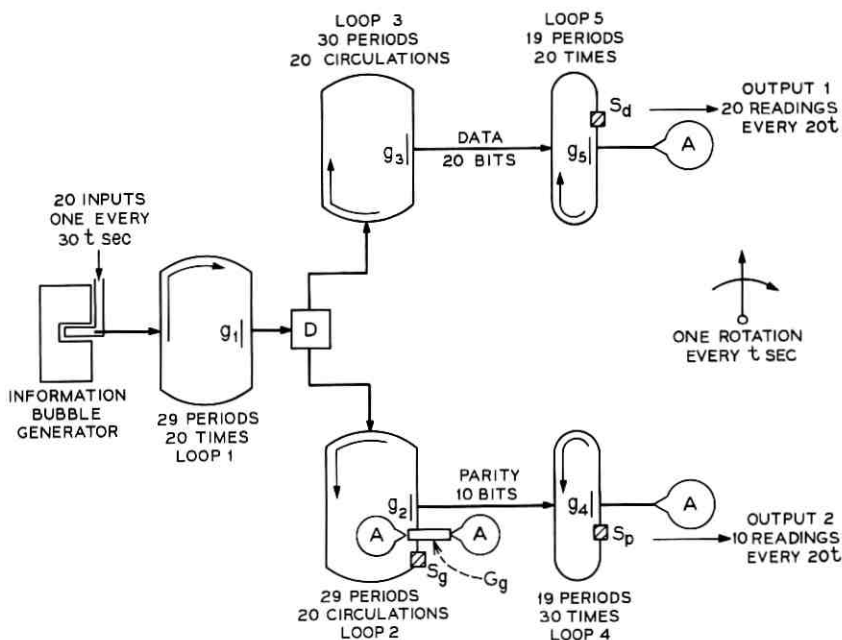 LOOP 3
30 PERIODS
20 CIRCULATIONS
LOOP 5
19 PERIODS
20 TIMES
Sd
OUTPUT 1
20 READINGS
EVERY 20t
g3
DATA
20 BITS
g5
A
20 INPUTS
ONE EVERY
30 t SEC
g1
D
ONE ROTATION
EVERY t SEC
INFORMATION
BUBBLE
GENERATOR
29 PERIODS
20 TIMES
LOOP 1
PARITY
10 BITS
g2
g4
A
A
A
Sp
OUTPUT 2
10 READINGS
EVERY 20t
Sg
Gg
29 PERIODS
20 CIRCULATIONS
LOOP 2
19 PERIODS
30 TIMES
LOOP 4